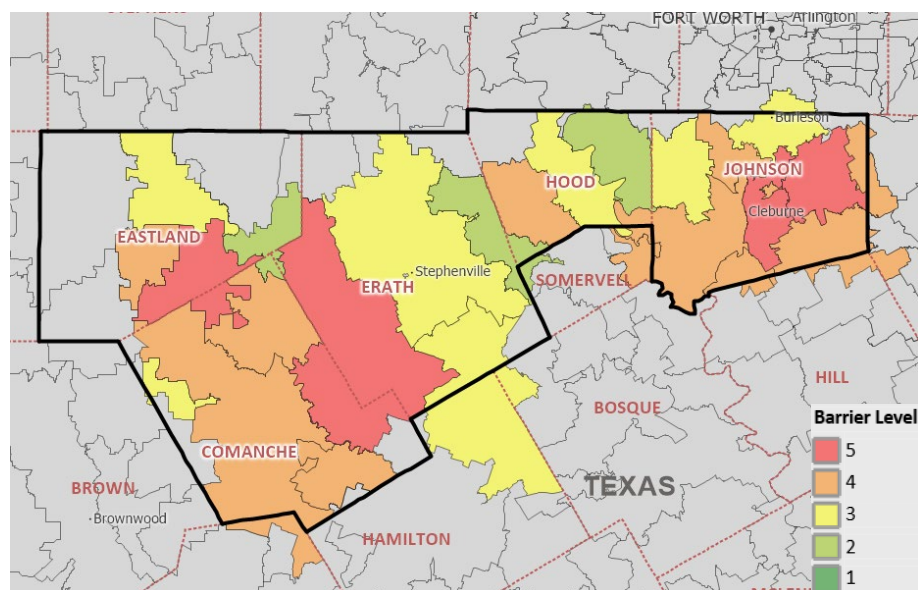 FORT WORTH
Arlington
Burleson
JOHNSON
HOOD
Cleburne
EASTLAND
Stephenville
ERATH
SOMERVELL
HILL
BOSQUE
COMANCHE
TEXAS
BROWN
Brownwood
HAMILTON
Barrier Level
5
4
3
2
1